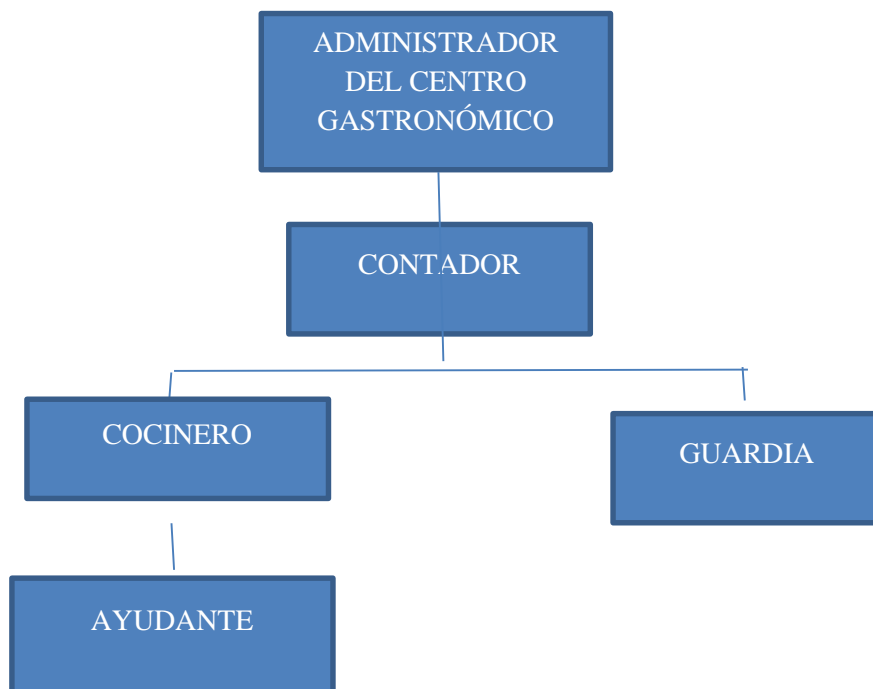 ADMINISTRADOR
DEL CENTRO
GASTRONÓMICO
CONTADOR
COCINERO
GUARDIA
AYUDANTE